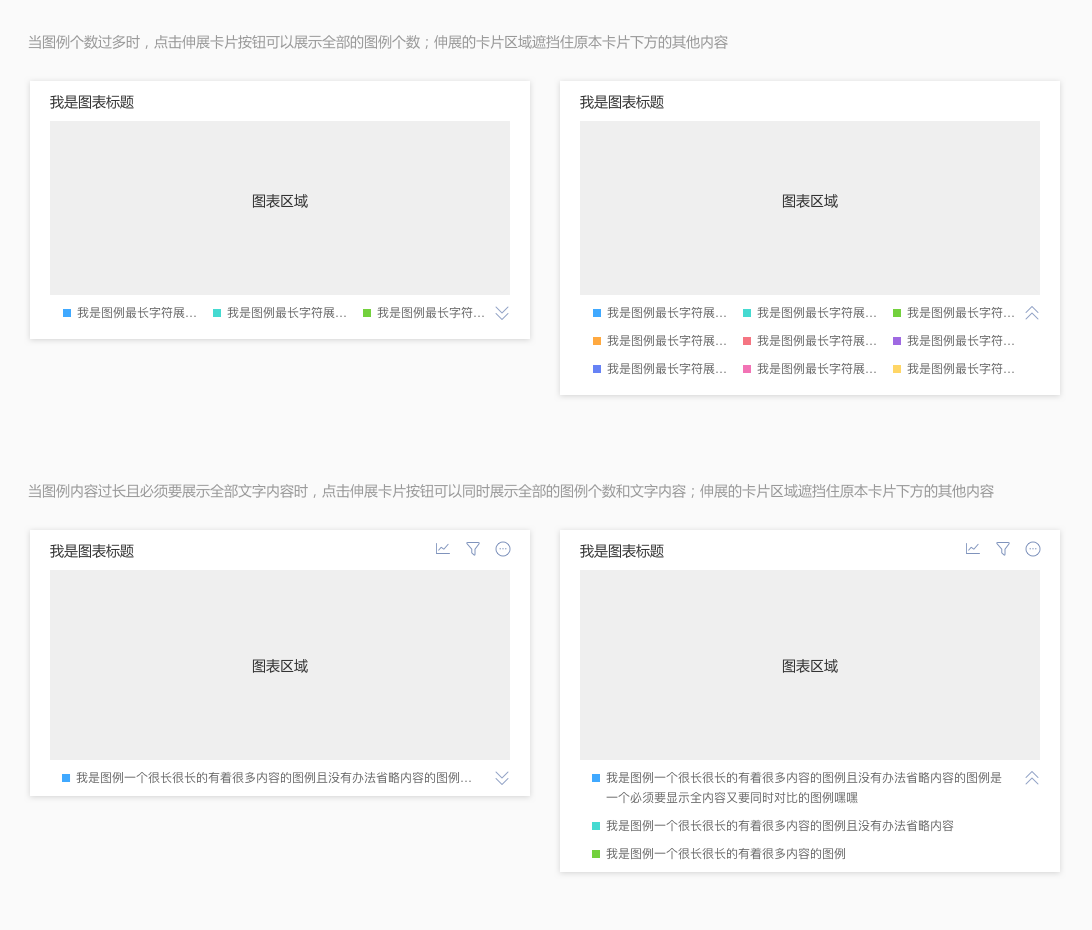 当图例个数过多时，点击伸展卡片按钮可以展示全部的图例个数；伸展的卡片区域遮挡住原本卡片下方的其他内容
我是图表标题
图表区域
我是图例最长字符展... 我是图例最长字符展... 我是图例最长字符...
我是图表标题
图表区域
我是图例最长字符展... 我是图例最长字符展... 我是图例最长字符...
我是图例最长字符展... 我是图例最长字符展... 我是图例最长字符...
我是图例最长字符展... 我是图例最长字符展... 我是图例最长字符...
当图例内容过长且必须要展示全部文字内容时，点击伸展卡片按钮可以同时展示全部的图例个数和文字内容；伸展的卡片区域遮挡住原本卡片下方的其他内容
我是图表标题
图表区域
我是图例一个很长很长的有着很多内容的图例且没有办法省略内容的图例...
我是图表标题
图表区域
我是图例一个很长很长的有着很多内容的图例且没有办法省略内容的图例是
一个必须要显示全内容又要同时对比的图例嘿嘿
我是图例一个很长很长的有着很多内容的图例且没有办法省略内容
我是图例一个很长很长的有着很多内容的图例